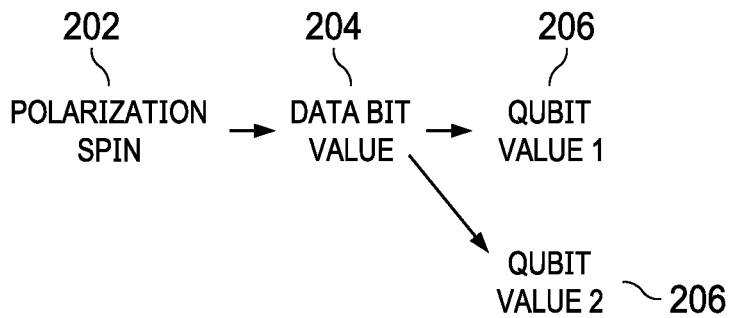 202
204
206
POLARIZATION
SPIN
DATA BIT
VALUE
QUBIT
VALUE 1
QUBIT
VALUE 2
206